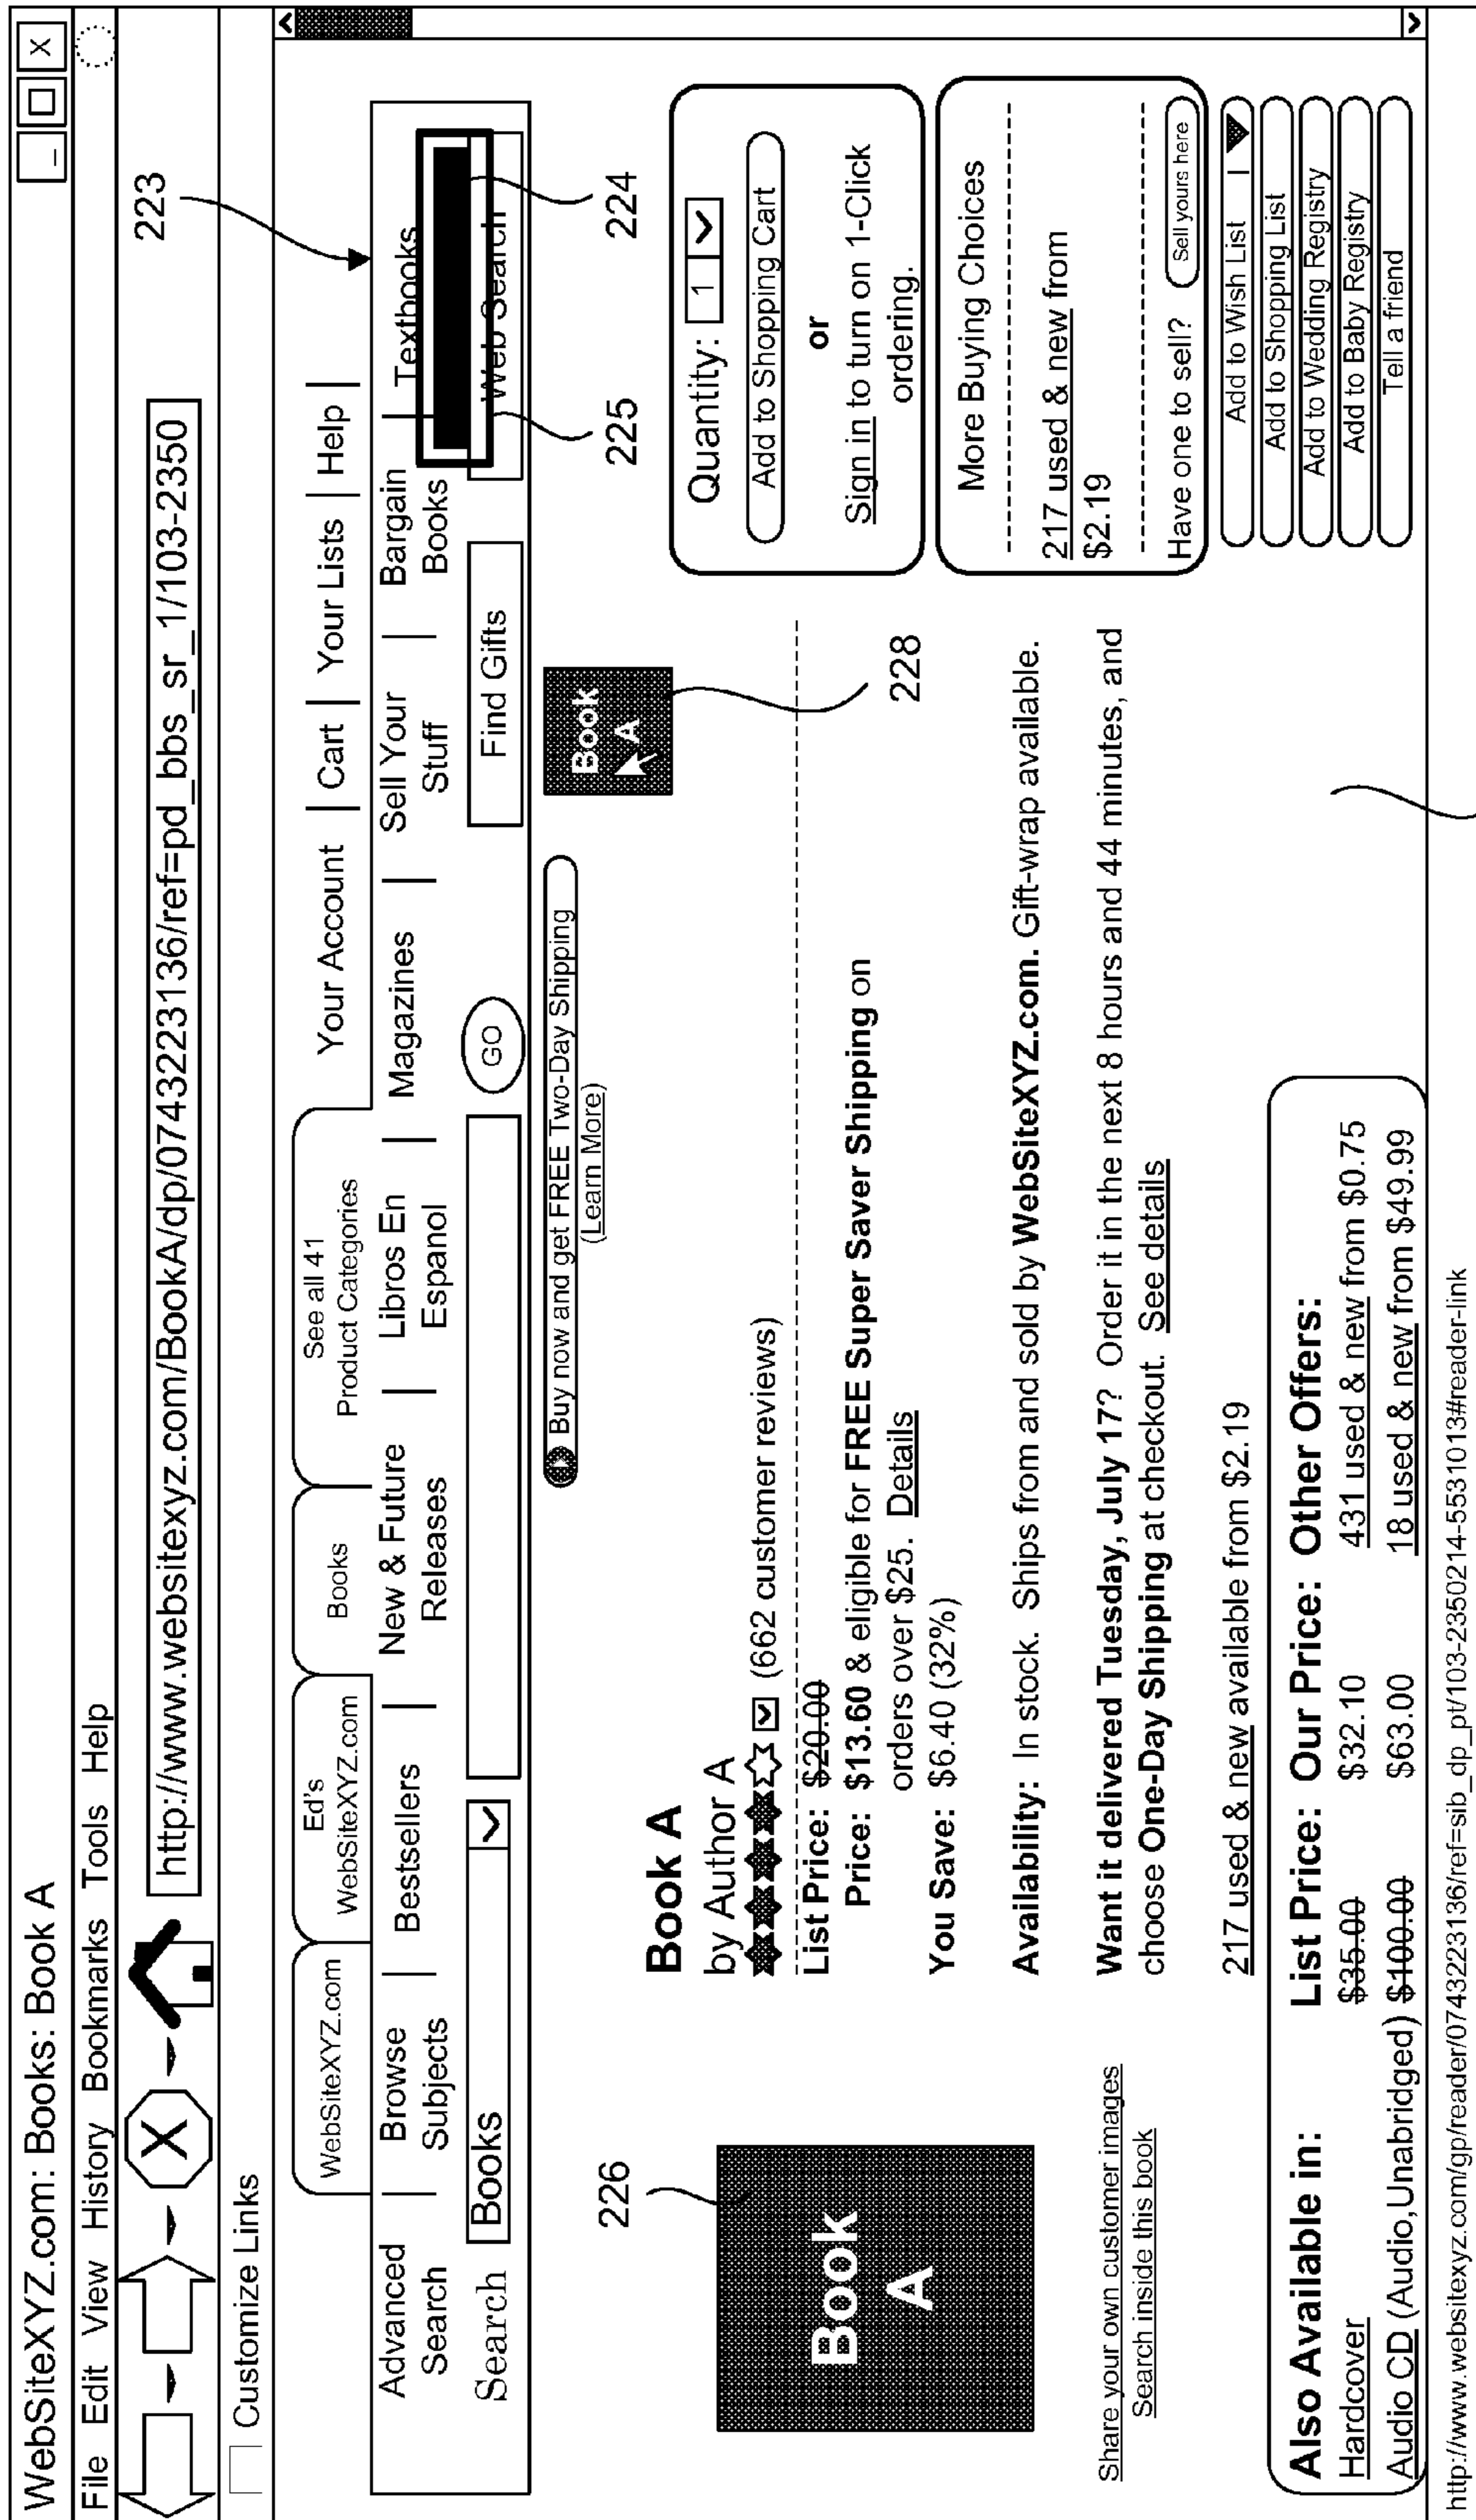 WebSiteXYZ.com: Books: Book A
_ X
File Edit View History Bookmarks Tools Help
X
http://www.websitexyz.com/BookA/dp/0743223136/ref=pd_bbs_sr_1/103-2350
223
Customize Links
WebSiteXYZ.com
Ed's
WebSiteXYZ.com
Books
See all 41
Product Categories
Your Account | Cart | Your Lists | Help |
Advanced
Search
Browse
Subjects
Bestsellers
New & Future
Releases
Libros En
Espanol
Magazines
Sell Your
Stuff
Bargain
Books
Textbooks
Search
Books
GO
Find Gifts
Web Search
225
224
Buy now and get FREE Two-Day Shipping
(Learn More)
Book
A
228
226
Book
A
Book A
by Author A
(662 customer reviews)
List Price: $20.00
Price: $13.60 & eligible for FREE Super Saver Shipping on
orders over $25. Details
You Save: $6.40 (32%)
Availability: In stock. Ships from and sold by WebSiteXYZ.com. Gift-wrap available.
Want it delivered Tuesday, July 17? Order it in the next 8 hours and 44 minutes, and
choose One-Day Shipping at checkout. See details
217 used & new available from $2.19
Share your own customer images
Search inside this book
Quantity: 1
Add to Shopping Cart
or
Sign in to turn on 1-Click
ordering.
More Buying Choices
217 used & new from
$2.19
Have one to sell? Sell yours here
Add to Wish List |
Add to Shopping List
Add to Wedding Registry
Add to Baby Registry
Tell a friend
Also Available in: List Price: Our Price: Other Offers:
Hardcover $35.00 $32.10 431 used & new from $0.75
Audio CD (Audio,Unabridged) $100.00 $63.00 18 used & new from $49.99
http://www.websitexyz.com/gp/reader/0743223136/ref=sib_dp_pt/103-2350214-5531013#reader-link